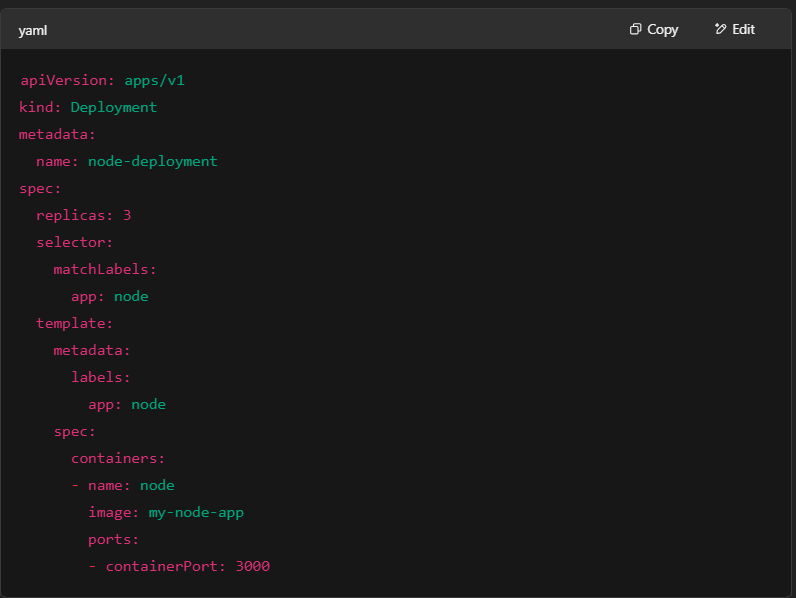 yaml
Copy
Edit
apiVersion: apps/v1
kind: Deployment
metadata:
  name: node-deployment
spec:
  replicas: 3
  selector:
    matchLabels:
      app: node
  template:
    metadata:
      labels:
        app: node
    spec:
      containers:
      - name: node
        image: my-node-app
        ports:
        - containerPort: 3000